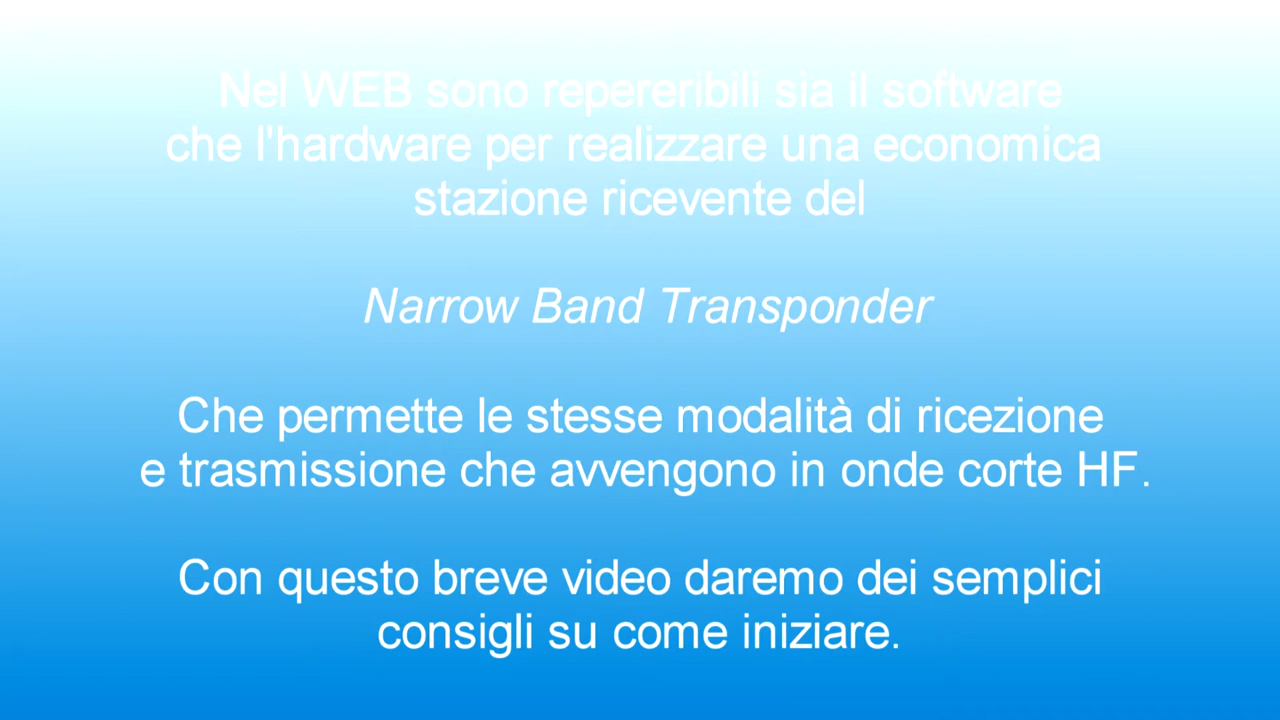 Nel WEB sono repereribili sia il software
che l'hardware per realizzare una economica
stazione ricevente del
Narrow Band Transponder
Che permette le stesse modalità di ricezione
e trasmissione che avvengono in onde corte HF.
Con questo breve video daremo dei semplici
consigli su come iniziare.